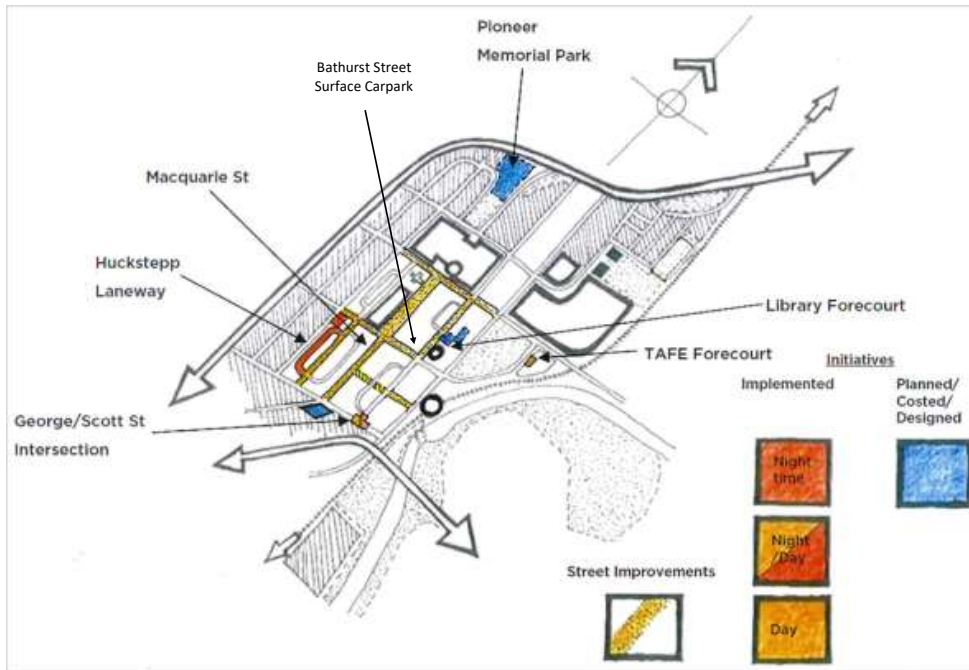 Pioneer
Memorial Park
Bathurst Street
Surface Carpark
Macquarie St
Huckstepp
Laneway
Library Forecourt
TAFE Forecourt
George/Scott St
Intersection
Initiatives
Implemented
Planned/
Costed/
Designed
Night
time
Night
/Day
Day
Street Improvements